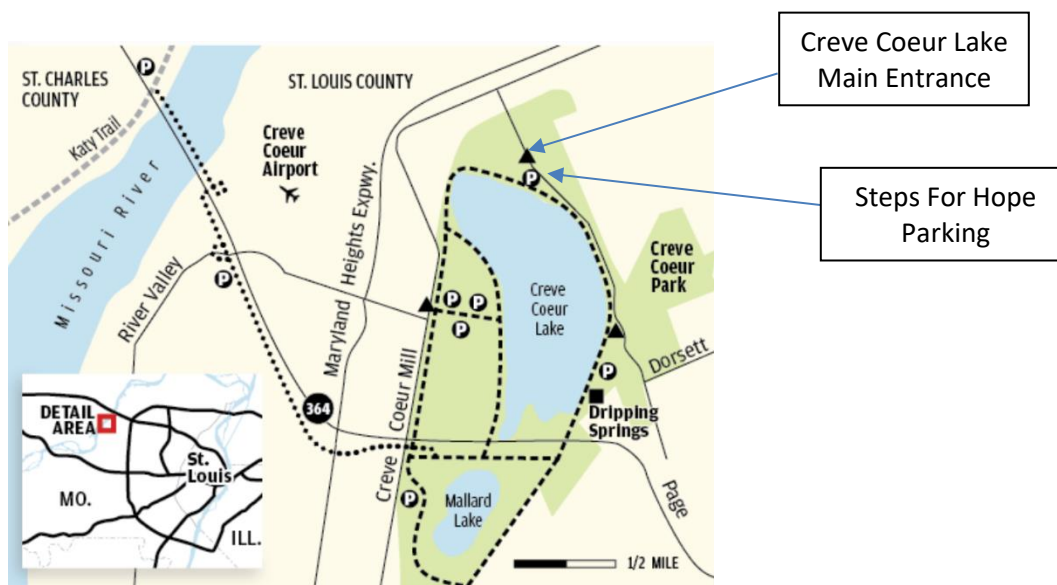 Creve Coeur Lake
Main Entrance
Steps For Hope
Parking
ST. CHARLES
COUNTY
P
ST. LOUIS COUNTY
Katy Trail
Missouri River
Creve
Coeur
Airport
Maryland Heights Expwy.
P
River Valley
P
Creve
Coeur
Park
P P
P
Creve
Coeur
Lake
Creve Coeur Mill
Dorsett
P
364
Dripping
Springs
P
Mallard
Lake
Page
1/2 MILE
DETAIL
AREA
St.
Louis
MO.
ILL.